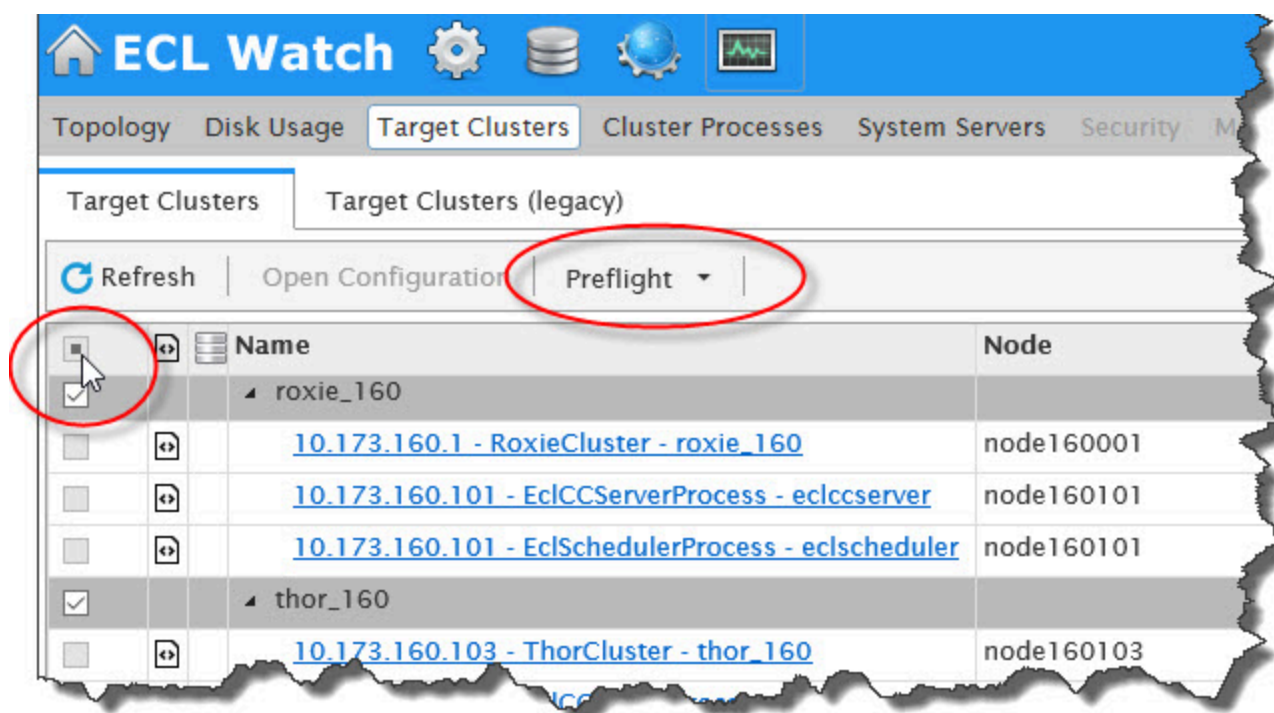 ECL Watch
Topology Disk Usage Target Clusters Cluster Processes System Servers Security
Target Clusters Target Clusters (legacy)
Refresh Open Configuration Preflight
Name Node
roxie_160
10.173.160.1 - RoxieCluster - roxie_160 node160001
10.173.160.101 - EclCCServerProcess - eclccserver node160101
10.173.160.101 - EclSchedulerProcess - eclscheduler node160101
thor_160
10.173.160.103 - ThorCluster - thor_160 node160103